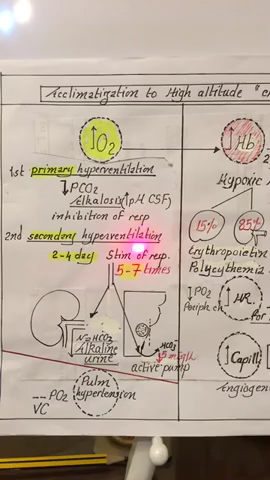 Acclimatization to High altitude "c
↑O₂
↑Hb
1st primary hyperventilation
↓PCO₂
Alkalosis(↑pH CSF)
inhibition of resp
2nd secondary hyperventilation
2-4 days Stim of resp.
5-7 times
Hypoxic
15% 85%
Erythropoietin
Polycythemia
↓PO2
Periph. ch
↑HR
For
↑Capill
Angiogen
Alkaline
urine
HCO₃
active pump
Pulm
hypertension
-- PO2
VC